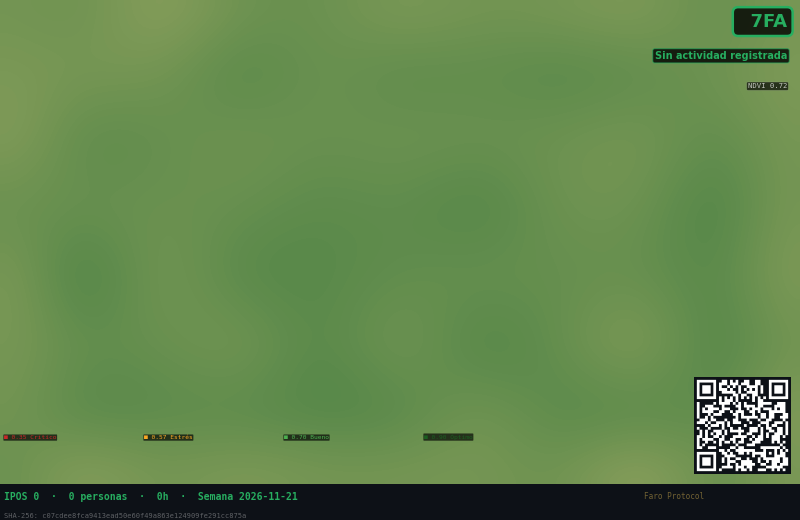 7FA
Sin actividad registrada
NDVI 0.72
0.57 Estrés
0.70 Bueno
IPOS 0 · 0 personas · 0h · Semana 2026-11-21
Faro Protocol
SHA-256: c07cdee8fca9413ead50e60f49a863e124909fe291cc875a